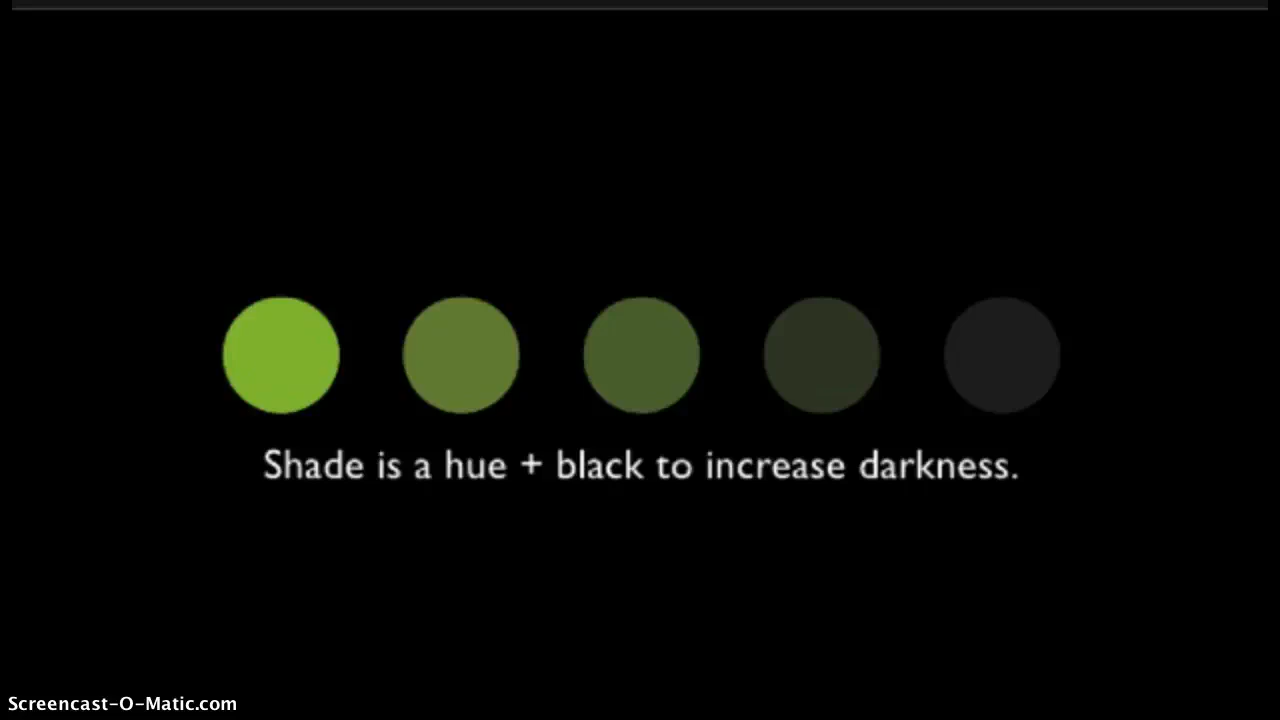 Shade is a hue + black to increase darkness.
Screencast-O-Matic.com